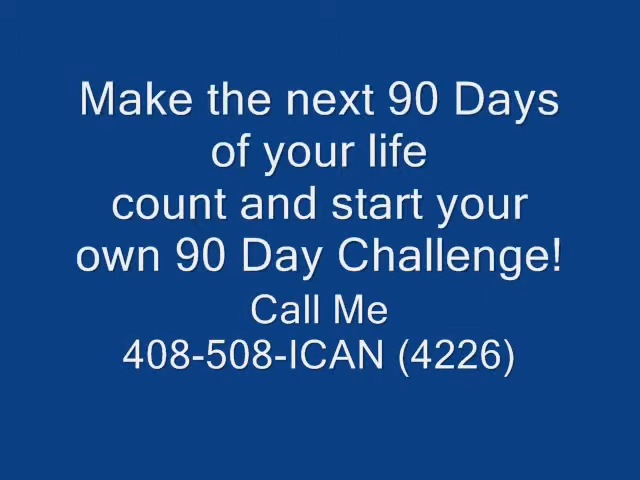 Make the next 90 Days
of your life
count and start your
own 90 Day Challenge!
Call Me
408-508-ICAN (4226)